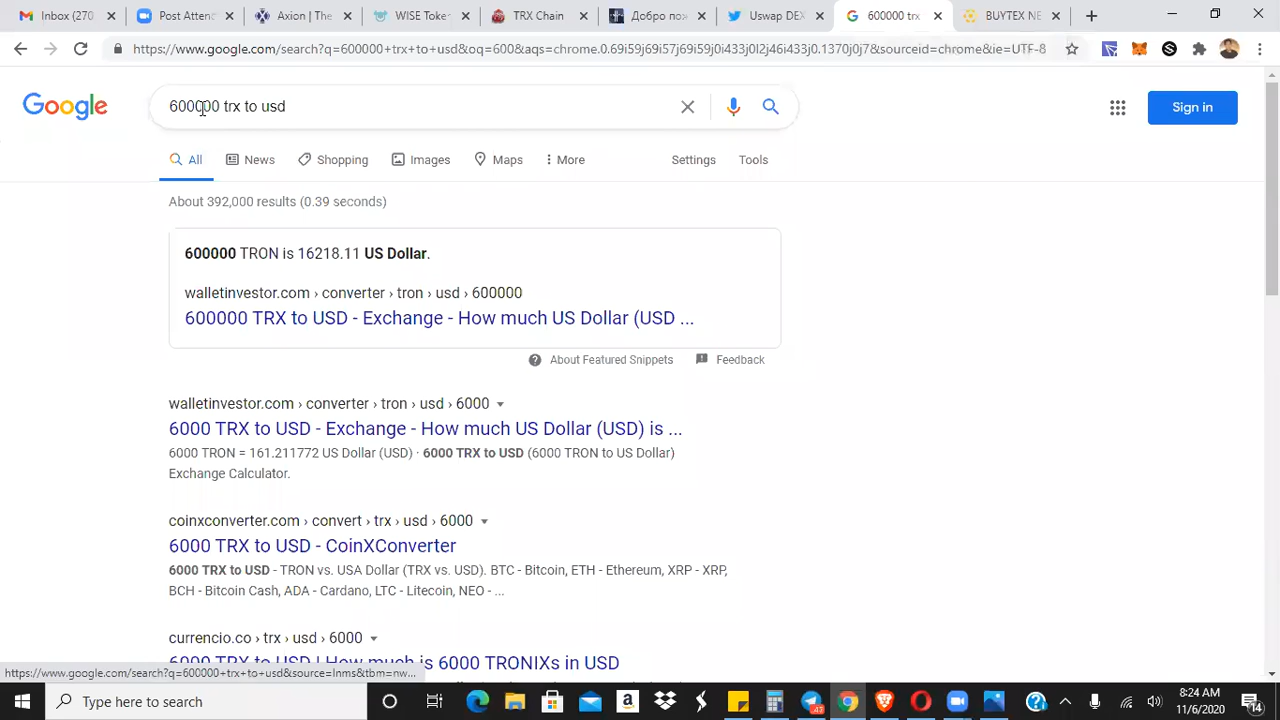 Inbox (270
Post Attent
Axion | The
WISE Token
TRX Chain
Добро пож
Uswap DEX
600000 trx
BUYTEX NE
https://www.google.com/search?q=600000+trx+to+usd&oq=600&aqs=chrome.0.69i59j69i57j69i59j0i433j0l2j46i433j0.1370j0j7&sourceid=chrome&ie=UTF-8
Google
600000 trx to usd
Sign in
All
News
Shopping
Images
Maps
More
Settings
Tools
About 392,000 results (0.39 seconds)
600000 TRON is 16218.11 US Dollar.
walletinvestor.com › converter › tron › usd › 600000
600000 TRX to USD - Exchange - How much US Dollar (USD ...
About Featured Snippets
Feedback
walletinvestor.com › converter › tron › usd › 6000
6000 TRX to USD - Exchange - How much US Dollar (USD) is ...
6000 TRON = 161.211772 US Dollar (USD) · 6000 TRX to USD (6000 TRON to US Dollar)
Exchange Calculator.
coinxconverter.com › convert › trx › usd › 6000
6000 TRX to USD - CoinXConverter
6000 TRX to USD - TRON vs. USA Dollar (TRX vs. USD). BTC - Bitcoin, ETH - Ethereum, XRP - XRP,
BCH - Bitcoin Cash, ADA - Cardano, LTC - Litecoin, NEO - ...
currencio.co › trx › usd › 6000
6000 TRX to USD | How much is 6000 TRONIXs in USD
https://www.google.com/search?q=600000+trx+to+usd&source=lnms&tbm=nw...
Type here to search
8:24 AM
11/6/2020
14